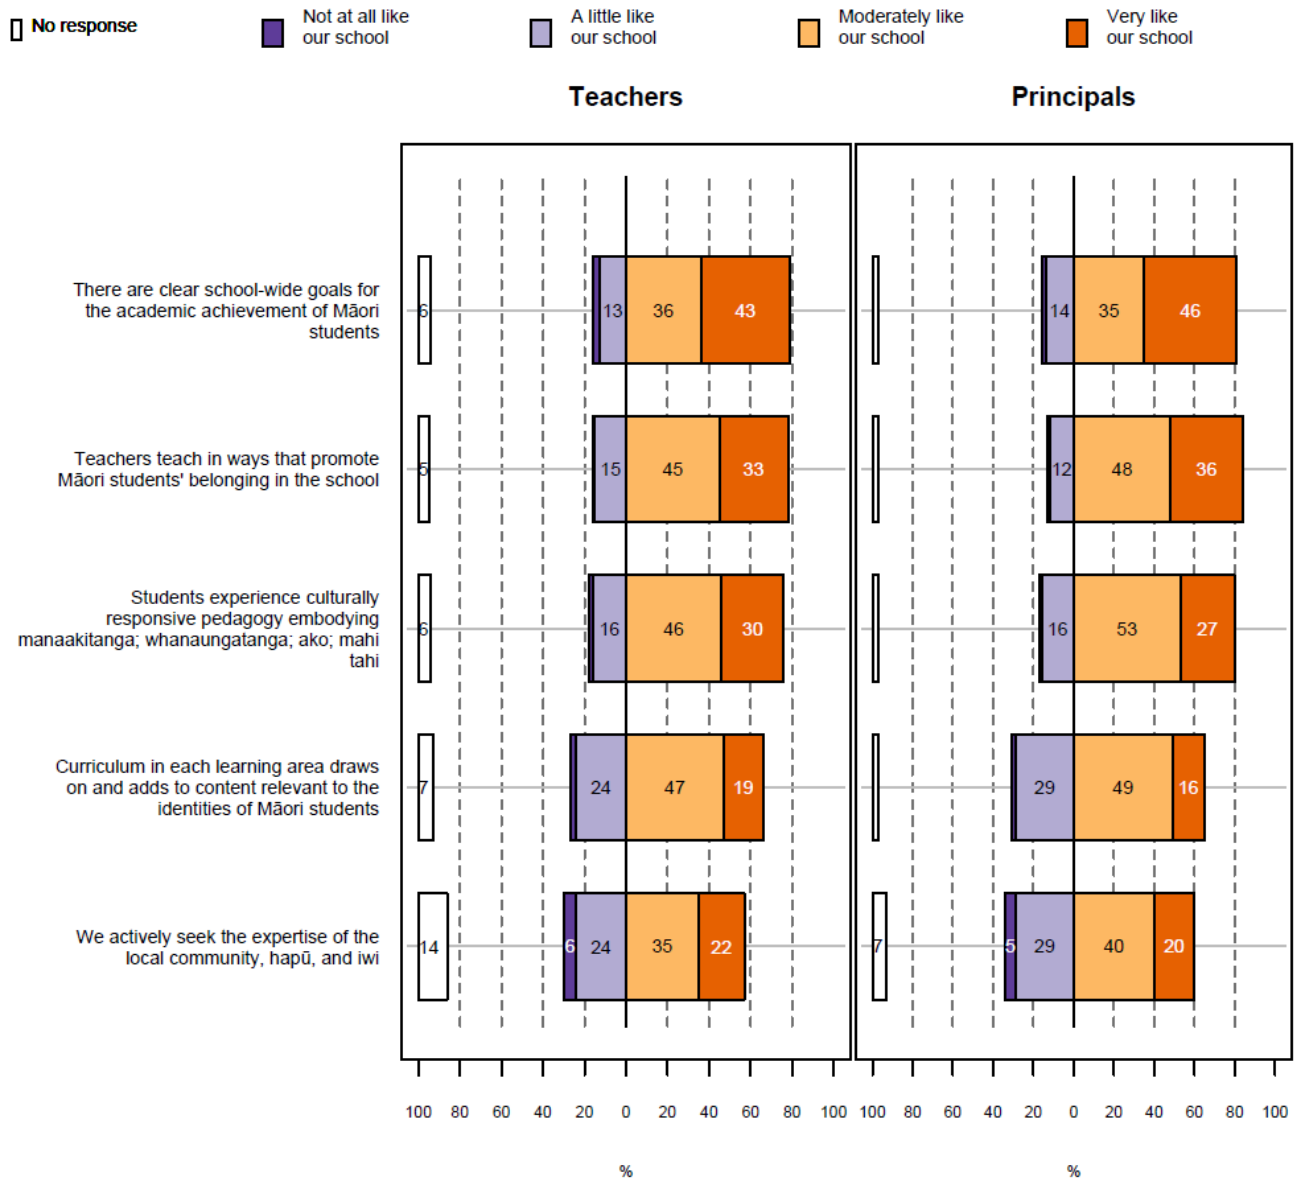 No response
Not at all like
our school
A little like
our school
Moderately like
our school
Very like
our school
Teachers
Principals
There are clear school-wide goals for
the academic achievement of Māori
students
6 13 36 43 14 35 46
Teachers teach in ways that promote
Māori students' belonging in the school
5 15 45 33 12 48 36
Students experience culturally
responsive pedagogy embodying
manaakitanga; whanaungatanga; ako; mahi
tahi
6 16 46 30 16 53 27
Curriculum in each learning area draws
on and adds to content relevant to the
identities of Māori students
7 24 47 19 29 49 16
We actively seek the expertise of the
local community, hapū, and iwi
14 6 24 35 22 7 5 29 40 20
100 80 60 40 20 0 20 40 60 80 100 100 80 60 40 20 0 20 40 60 80 100
% %